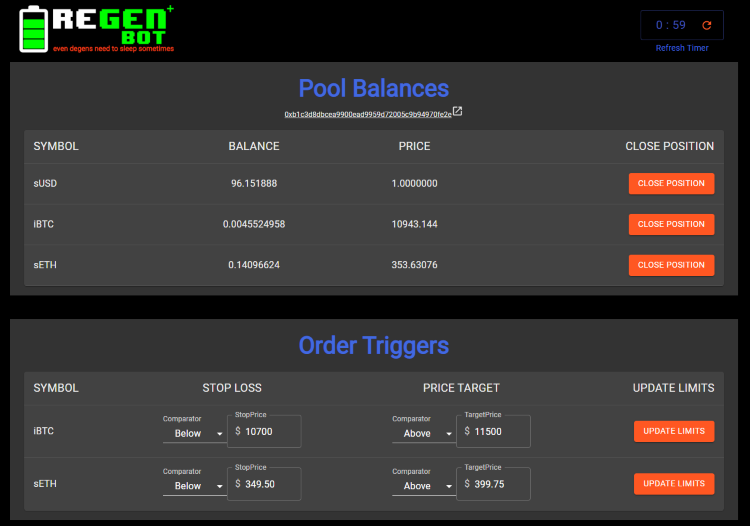 REGEN+
BOT
even degens need to sleep sometimes
0 : 59
Refresh Timer
Pool Balances
0xb1c3d8dbcea9900ead9959d72005c9b94970fe2e
SYMBOL BALANCE PRICE CLOSE POSITION
sUSD 96.151888 1.0000000 CLOSE POSITION
iBTC 0.0045524958 10943.144 CLOSE POSITION
sETH 0.14096624 353.63076 CLOSE POSITION
Order Triggers
SYMBOL STOP LOSS PRICE TARGET UPDATE LIMITS
Comparator StopPrice Comparator TargetPrice
iBTC Below $ 10700 Above $ 11500 UPDATE LIMITS
Comparator StopPrice Comparator TargetPrice
sETH Below $ 349.50 Above $ 399.75 UPDATE LIMITS